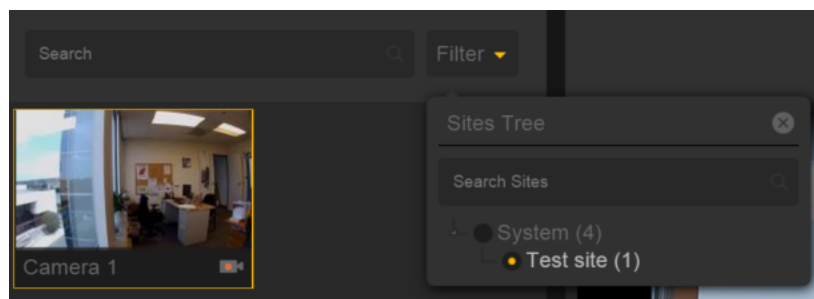 Search
Filter
Sites Tree
Search Sites
System (4)
Test site (1)
Camera 1